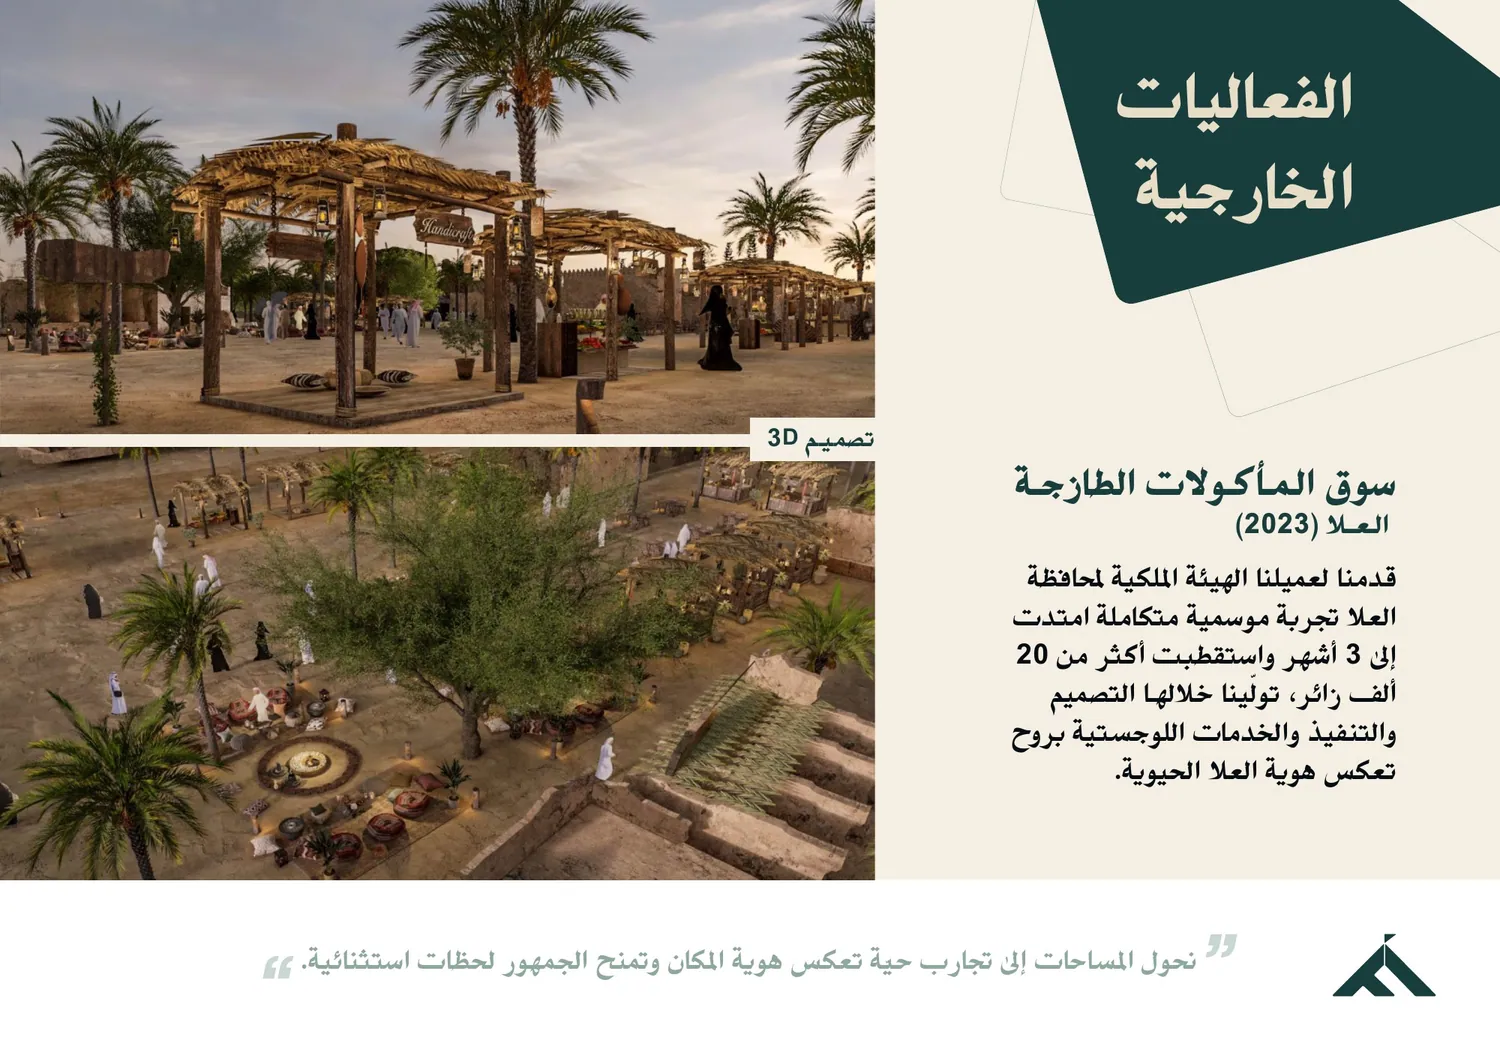 الفعاليات
الخارجية
Handicraft
تصميم 3D
سوق المأكولات الطازجة
العلا (2023)
قدمنا لعميلنا الهيئة الملكية لمحافظة
العلا تجربة موسمية متكاملة امتدت
إلى 3 أشهر واستقطبت أكثر من 20
ألف زائر، تولّينا خلالها التصميم
والتنفيذ والخدمات اللوجستية بروح
تعكس هوية العلا الحيوية.
” نحول المساحات إلى تجارب حية تعكس هوية المكان وتمنح الجمهور لحظات استثنائية. “